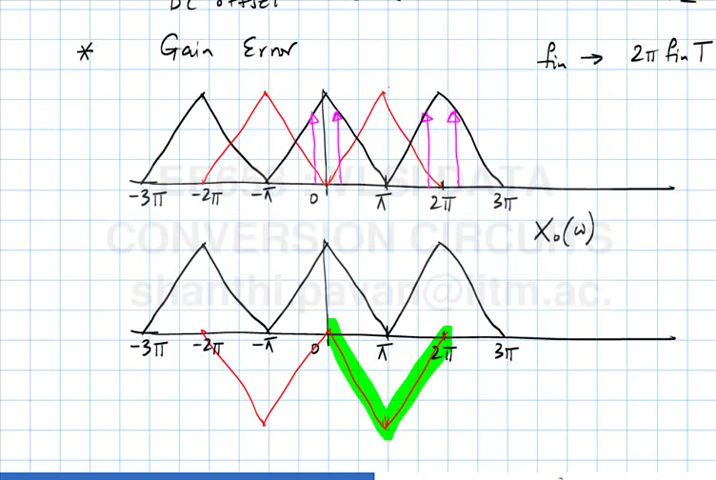 DC offset
* Gain Error
fin → 2π fin T
-3π -2π -π 0 π 2π 3π
X₀(ω)
EE658: VLSI DATA
CONVERSION CIRCUITS
shanthi.pavan@iitm.ac.
-3π -2π -π 0 π 2π 3π